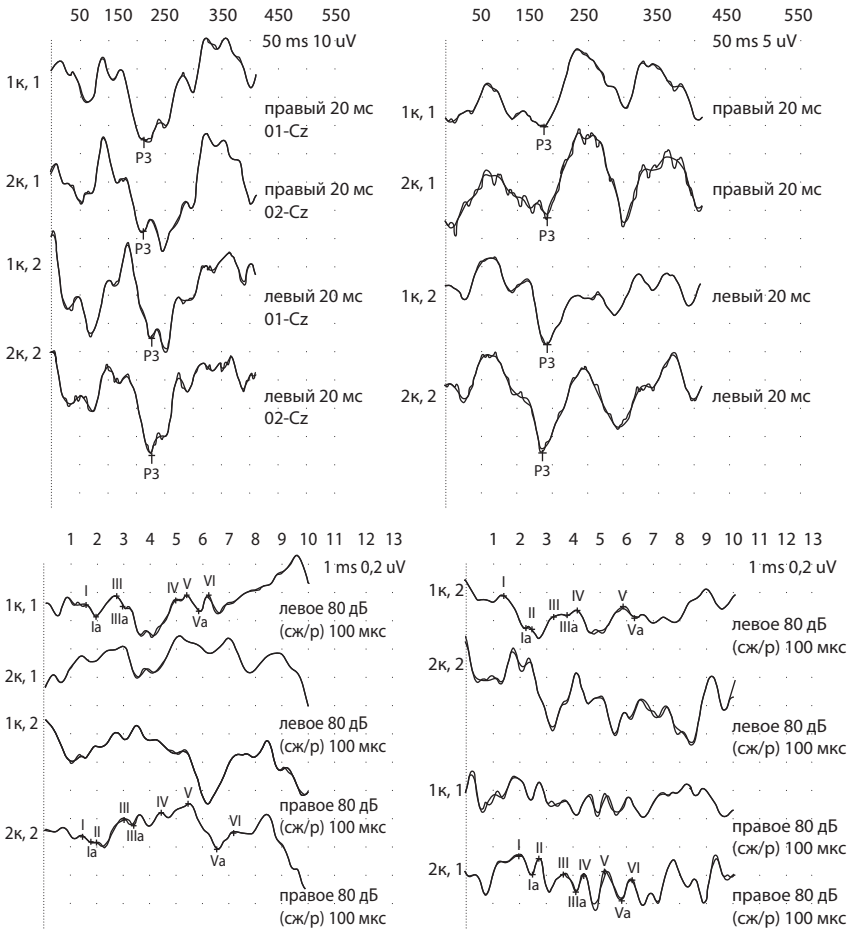 50 150 250 350 450 550
50 ms 10 uV
1к, 1
правый 20 мс
01-Cz
P3
2к, 1
правый 20 мс
02-Cz
P3
1к, 2
левый 20 мс
01-Cz
P3
2к, 2
левый 20 мс
02-Cz
P3
50 150 250 350 450 550
50 ms 5 uV
1к, 1
правый 20 мс
P3
2к, 1
правый 20 мс
P3
1к, 2
левый 20 мс
P3
2к, 2
левый 20 мс
P3
1 2 3 4 5 6 7 8 9 10 11 12 13
1 ms 0,2 uV
1к, 1
I III IV V VI
Ia IIIa Va
левое 80 дБ
(сж/р) 100 мкс
2к, 1
1к, 2
левое 80 дБ
(сж/р) 100 мкс
правое 80 дБ
(сж/р) 100 мкс
2к, 2
I II III IV V VI
Ia IIIa Va
правое 80 дБ
(сж/р) 100 мкс
1 2 3 4 5 6 7 8 9 10 11 12 13
1 ms 0,2 uV
1к, 2
I II III IV V
Ia IIIa Va
левое 80 дБ
(сж/р) 100 мкс
2к, 2
левое 80 дБ
(сж/р) 100 мкс
1к, 1
правое 80 дБ
(сж/р) 100 мкс
2к, 1
I II III IV V VI
Ia IIIa Va
правое 80 дБ
(сж/р) 100 мкс